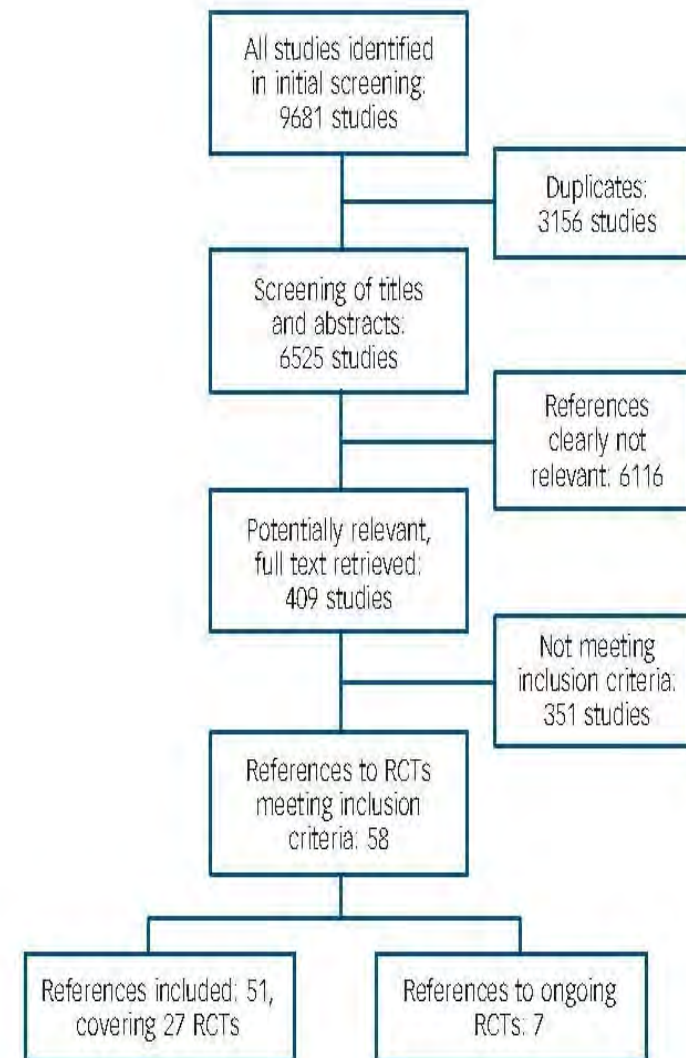 All studies identified
in initial screening:
9681 studies
Duplicates:
3156 studies
Screening of titles
and abstracts:
6525 studies
References
clearly not
relevant: 6116
Potentially relevant,
full text retrieved:
409 studies
Not meeting
inclusion criteria:
351 studies
References to RCTs
meeting inclusion
criteria: 58
References included: 51,
covering 27 RCTs
References to ongoing
RCTs: 7